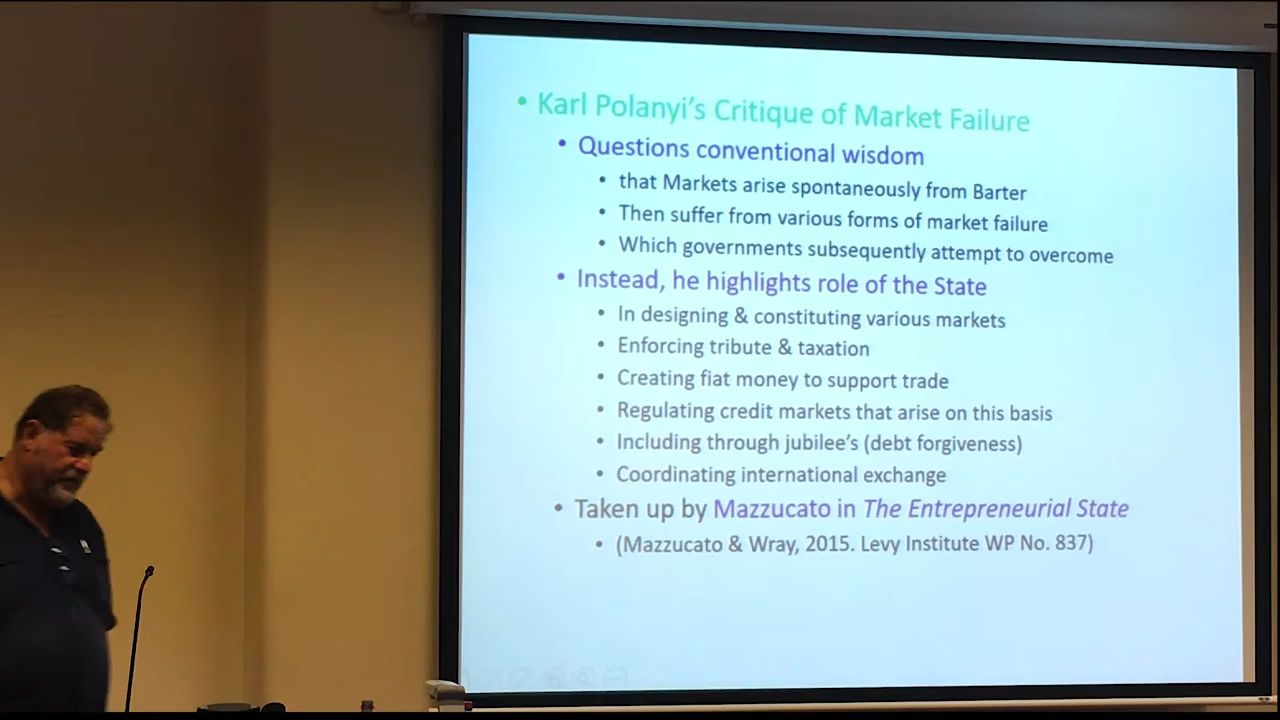 • Karl Polanyi's Critique of Market Failure
• Questions conventional wisdom
• that Markets arise spontaneously from Barter
• Then suffer from various forms of market failure
• Which governments subsequently attempt to overcome
• Instead, he highlights role of the State
• In designing & constituting various markets
• Enforcing tribute & taxation
• Creating fiat money to support trade
• Regulating credit markets that arise on this basis
• Including through jubilee's (debt forgiveness)
• Coordinating international exchange
• Taken up by Mazzucato in The Entrepreneurial State
• (Mazzucato & Wray, 2015. Levy Institute WP No. 837)